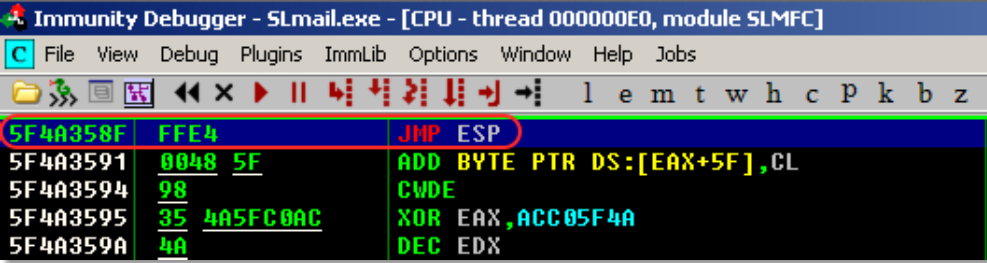 Immunity Debugger - SLmail.exe - [CPU - thread 000000E0, module SLMFC]
C File View Debug Plugins ImmLib Options Window Help Jobs
l e m t w h c P k b z
5F4A358F FFE4 JMP ESP
5F4A3591 0048 5F ADD BYTE PTR DS:[EAX+5F],CL
5F4A3594 98 CWDE
5F4A3595 35 4A5FC0AC XOR EAX,ACC05F4A
5F4A359A 4A DEC EDX